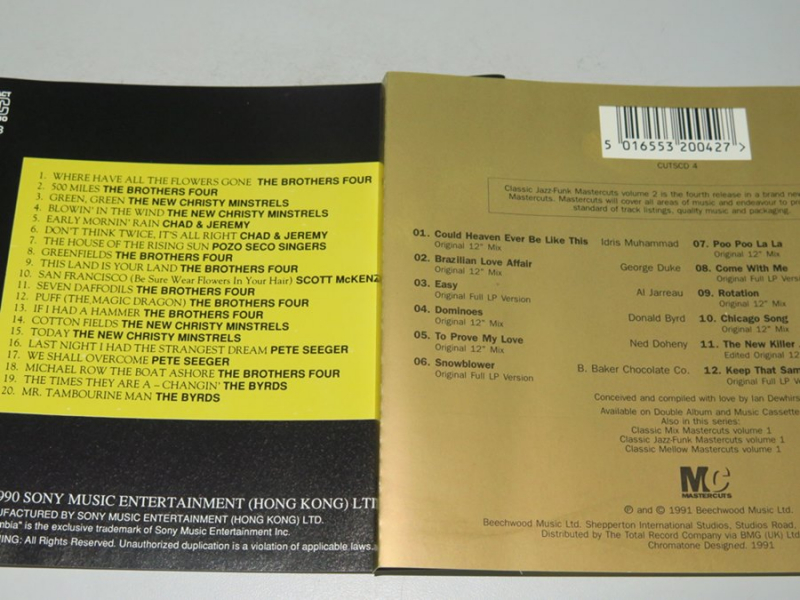 1. WHERE HAVE ALL THE FLOWERS GONE THE BROTHERS FOUR
2. 500 MILES THE BROTHERS FOUR
3. GREEN, GREEN THE NEW CHRISTY MINSTRELS
4. BLOWIN' IN THE WIND THE NEW CHRISTY MINSTRELS
5. EARLY MORNIN' RAIN CHAD & JEREMY
6. DON'T THINK TWICE, IT'S ALL RIGHT CHAD & JEREMY
7. THE HOUSE OF THE RISING SUN POZO SECO SINGERS
8. GREENFIELDS THE BROTHERS FOUR
9. THIS LAND IS YOUR LAND THE BROTHERS FOUR
10. SAN FRANCISCO (Be Sure Wear Flowers In Your Hair) SCOTT McKENZ
11. SEVEN DAFFODILS THE BROTHERS FOUR
12. PUFF (THE MAGIC DRAGON) THE BROTHERS FOUR
13. IF I HAD A HAMMER THE BROTHERS FOUR
14. COTTON FIELDS THE NEW CHRISTY MINSTRELS
15. TODAY THE NEW CHRISTY MINSTRELS
16. LAST NIGHT I HAD THE STRANGEST DREAM PETE SEEGER
17. WE SHALL OVERCOME PETE SEEGER
18. MICHAEL ROW THE BOAT ASHORE THE BROTHERS FOUR
19. THE TIMES THEY ARE A – CHANGIN' THE BYRDS
20. MR. TAMBOURINE MAN THE BYRDS
990 SONY MUSIC ENTERTAINMENT (HONG KONG) LTI
UFACTURED BY SONY MUSIC ENTERTAINMENT (HONG KONG) LTD.
mbia" is the exclusive trademark of Sony Music Entertainment Inc.
NING: All Rights Reserved. Unauthorized duplication is a violation of applicable laws.
5 016553 200427 >
CUTSCD 4
Classic Jazz-Funk Mastercuts volume 2 is the fourth release in a brand new
Mastercuts. Mastercuts will cover all areas of music and endeavour to pr
standard of track listings, quality music and packaging.
01. Could Heaven Ever Be Like This Idris Muhammad
Original 12" Mix
02. Brazilian Love Affair George Duke
Original 12" Mix
03. Easy Al Jarreau
Original Full LP Version
04. Dominoes Donald Byrd
Original 12" Mix
05. To Prove My Love Ned Doheny
Original 12" Mix
06. Snowblower B. Baker Chocolate Co.
Original Full LP Version
07. Poo Poo La La
Original 12" Mix
08. Come With Me
Original Full LP Version
09. Rotation
Original 12" Mix
10. Chicago Song
Original Full LP Version
11. The New Killer
Edited Original 12
12. Keep That Sam
Original Full LP Version
Conceived and compiled with love by Ian Dewhirs
Available on Double Album and Music Cassette
Also in this series:
Classic Mix Mastercuts volume 1
Classic Jazz-Funk Mastercuts volume 1
Classic Mellow Mastercuts volume 1
MC
MASTERCUTS
℗ and © 1991 Beechwood Music Ltd.
Beechwood Music Ltd. Shepperton International Studios, Studios Road,
Distributed by The Total Record Company via BMG (UK) Ltd
Chromatone Designed. 1991